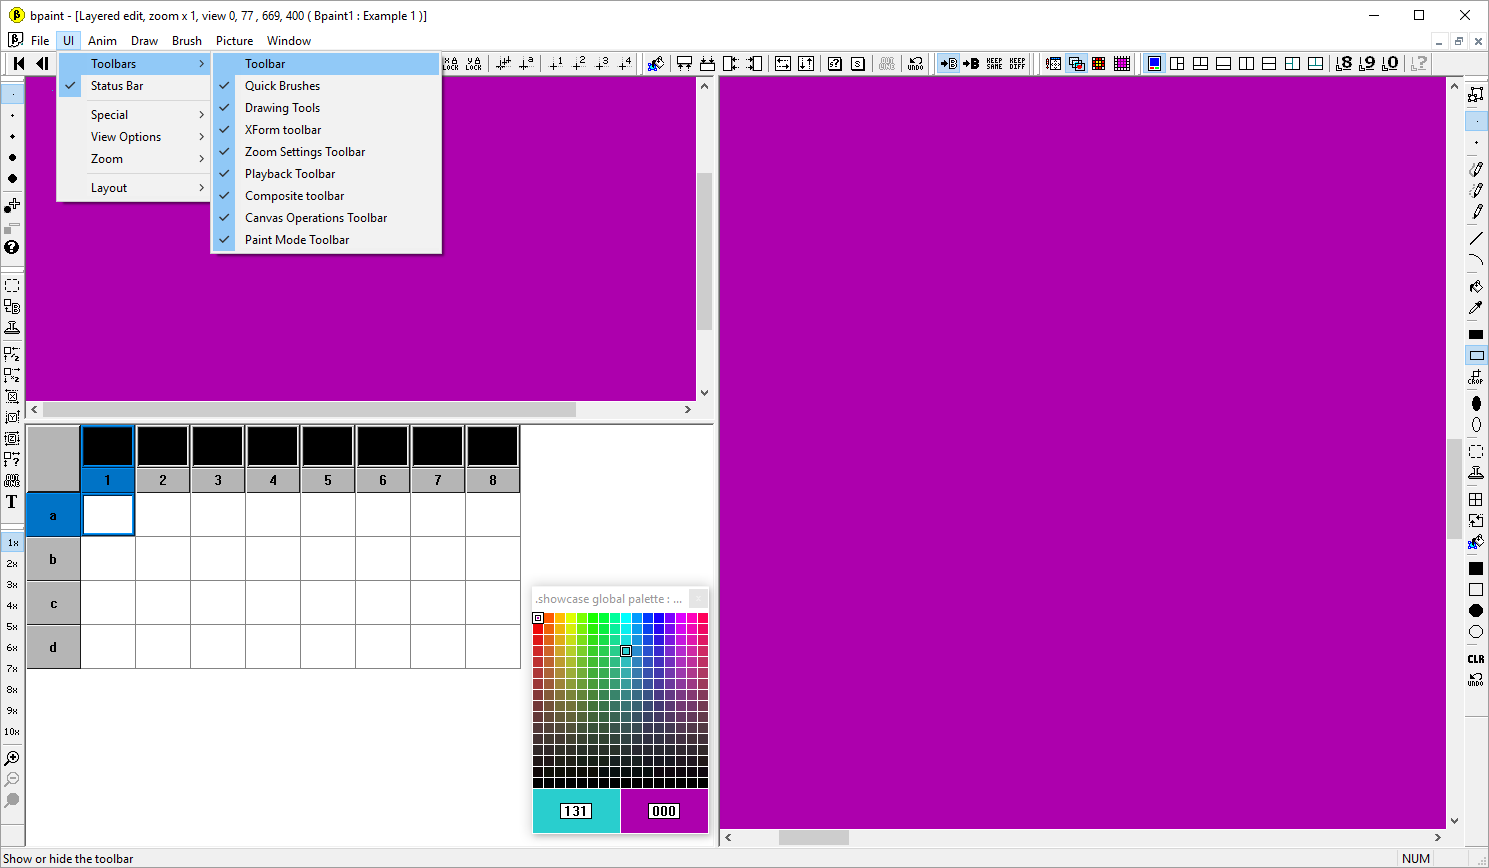 bpaint - [Layered edit, zoom x 1, view 0, 77 , 669, 400 ( Bpaint1 : Example 1 )]
File UI Anim Draw Brush Picture Window
Toolbars
Status Bar
Special
View Options
Zoom
Layout
Toolbar
Quick Brushes
Drawing Tools
XForm toolbar
Zoom Settings Toolbar
Playback Toolbar
Composite toolbar
Canvas Operations Toolbar
Paint Mode Toolbar
LOCK LOCK
UNDO
KEEP SAME KEEP DIFF
CROP
CLR
UNDO
T
1x
2x
3x
4x
5x
6x
7x
8x
9x
10x
1 2 3 4 5 6 7 8
a
b
c
d
.showcase global palette : ...
131 000
Show or hide the toolbar
NUM